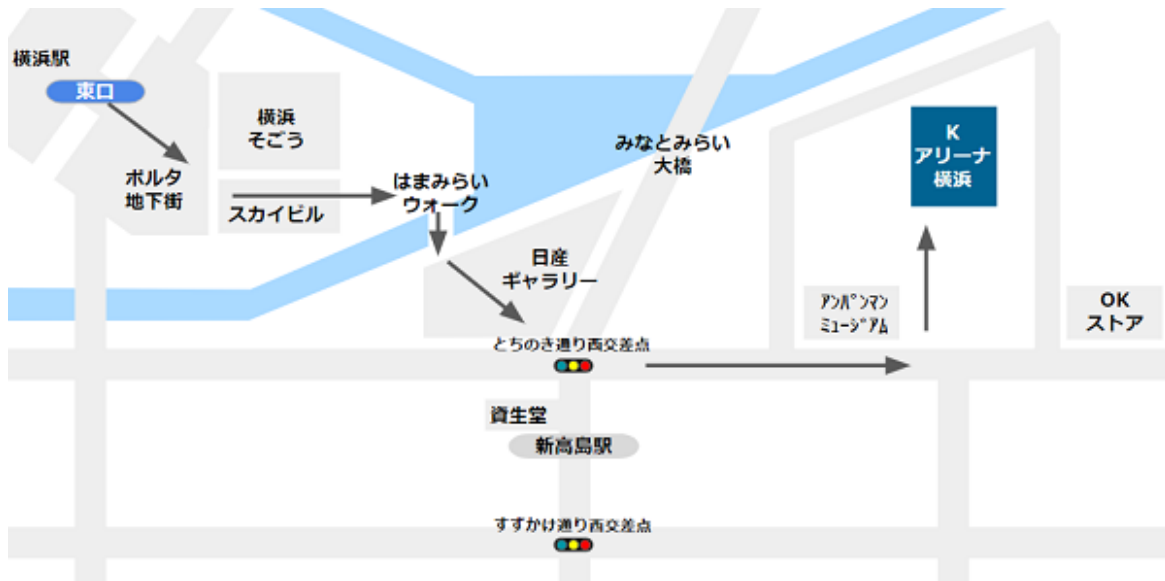 横浜駅
東口
横浜
そごう
ポルタ
地下街
スカイビル
はまみらい
ウォーク
みなとみらい
大橋
K
アリーナ
横浜
日産
ギャラリー
アンパンマン
ミュージアム
OK
ストア
とちのき通り西交差点
資生堂
新高島駅
すずかけ通り西交差点